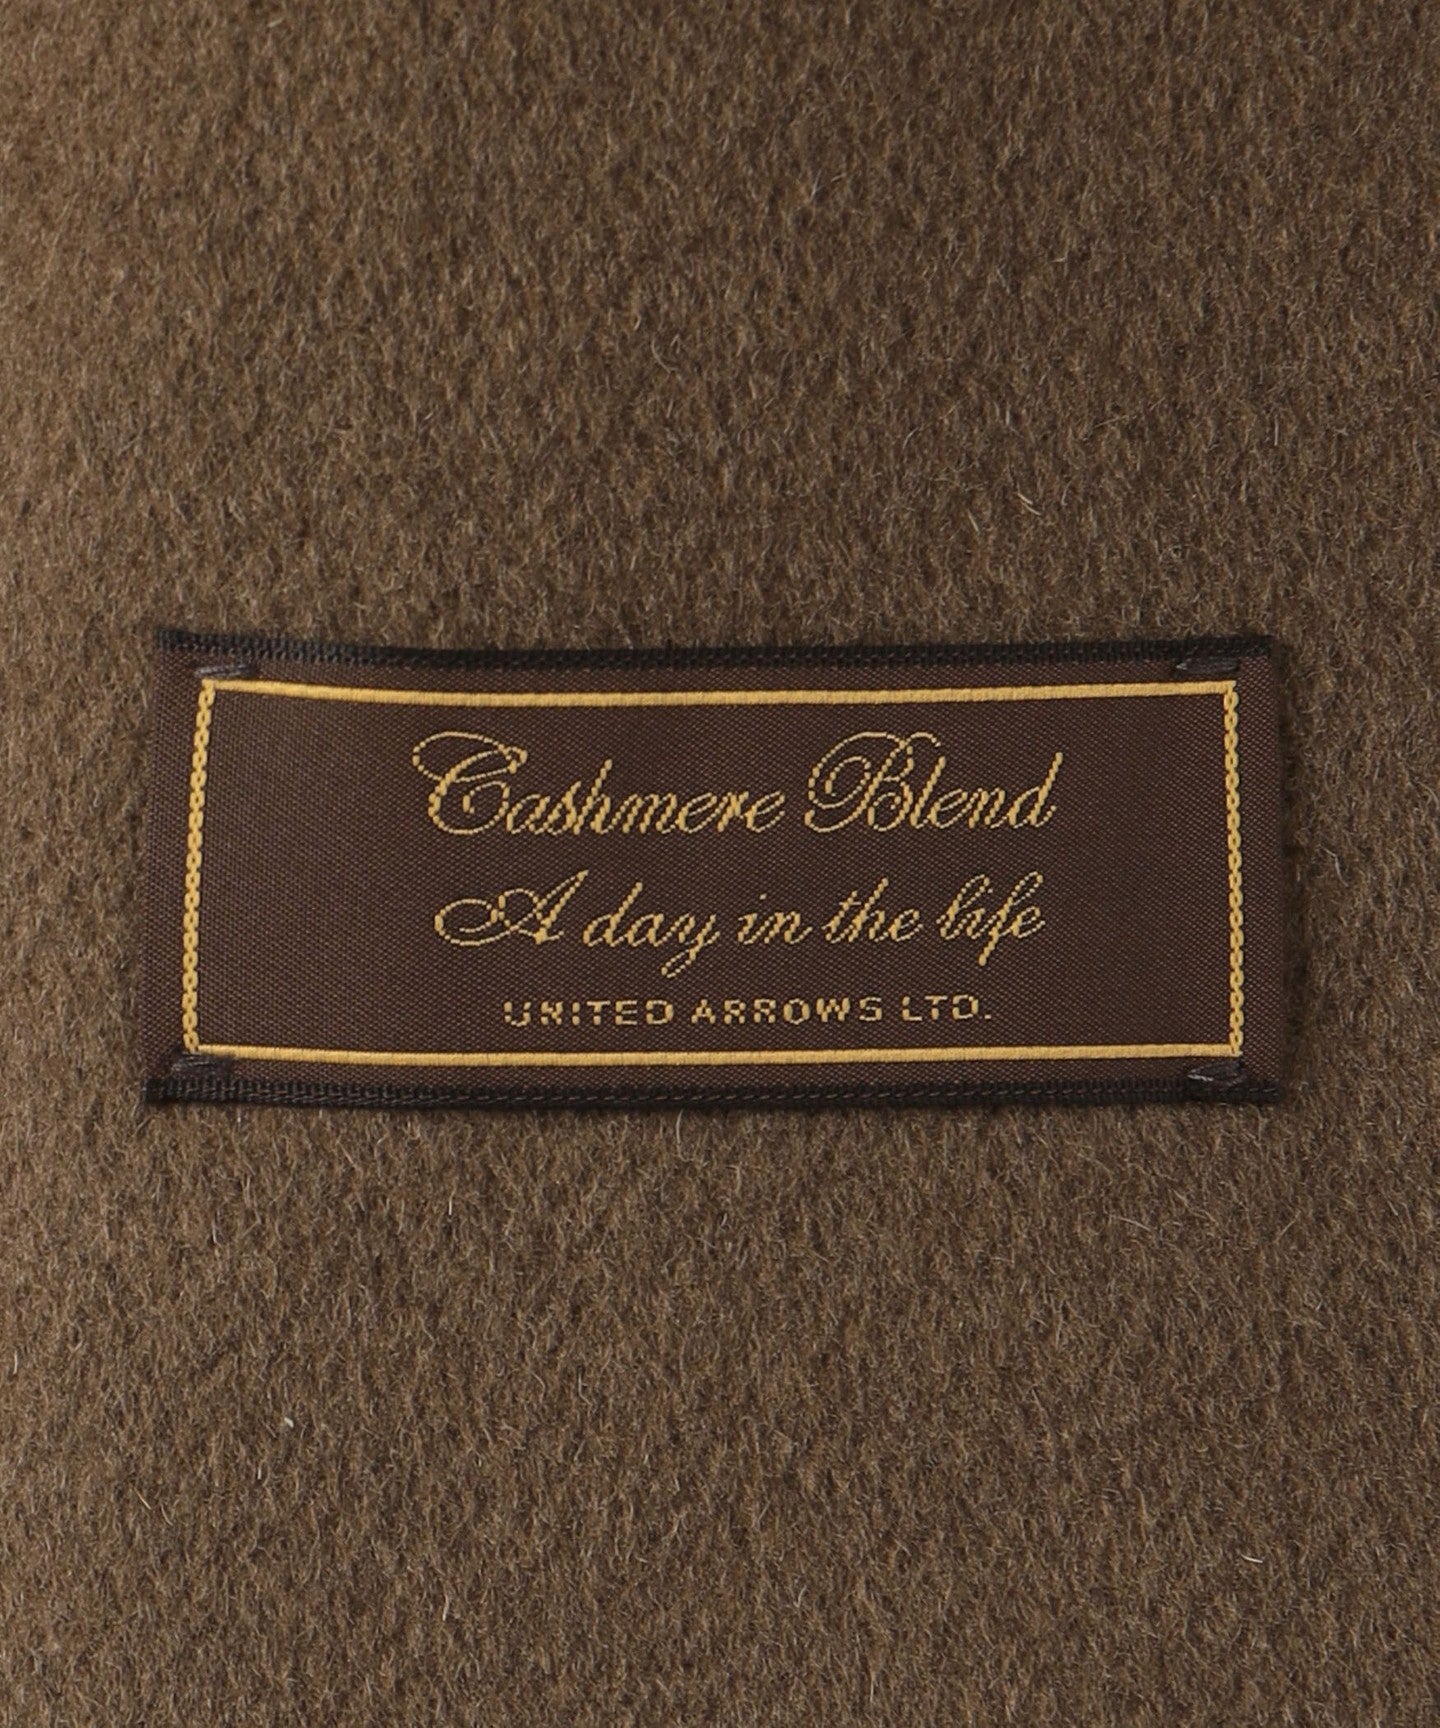 Cashmere Blend
A day in the life
UNITED ARROWS LTD.